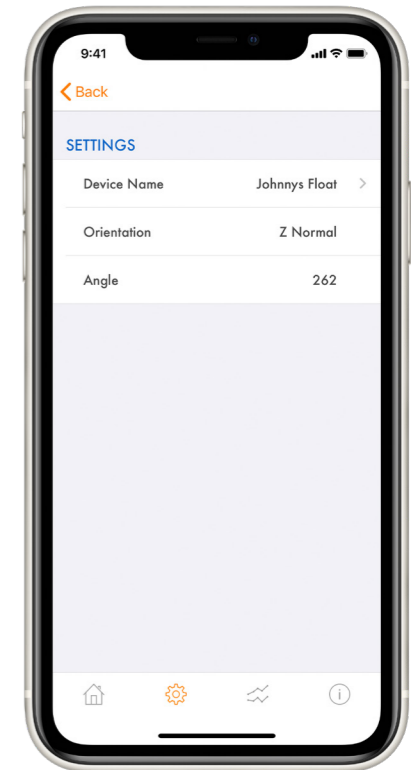 9:41
Back
SETTINGS
Device Name Johnnys Float
Orientation Z Normal
Angle 262